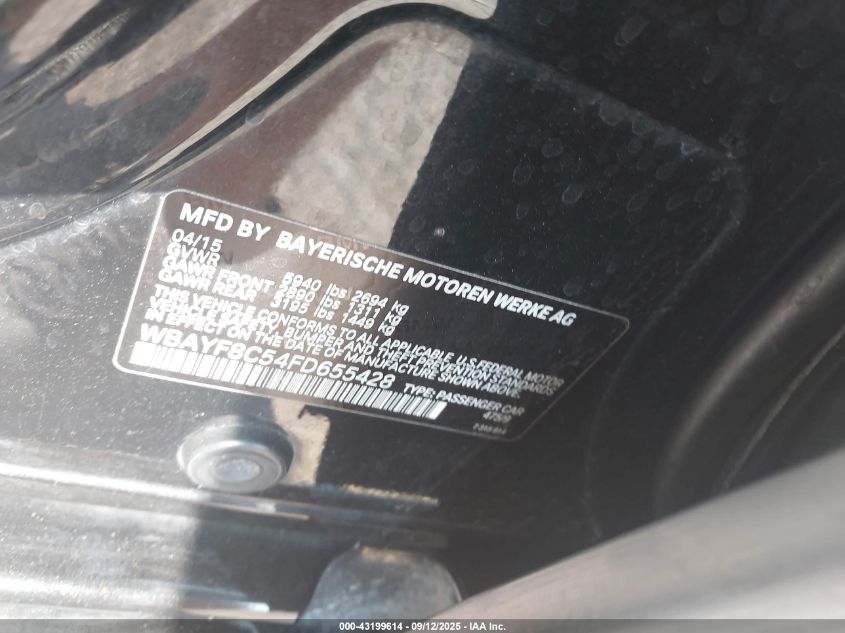 MFD BY BAYERISCHE MOTOREN WERKE AG
04/15
GVWR 5940 lbs 2694 kg
GAWR FRONT 2890 lbs 1311 kg
GAWR REAR 3195 lbs 1449 kg
THIS VEHICLE CONFORMS TO ALL APPLICABLE U.S. FEDERAL MOTOR
VEHICLE SAFETY, BUMPER AND THEFT PREVENTION STANDARDS
IN EFFECT ON THE DATE OF MANUFACTURE SHOWN ABOVE.
WBAYF8C54FD655428 TYPE: PASSENGER CAR
000-43199614 - 09/12/2025 - IAA Inc.